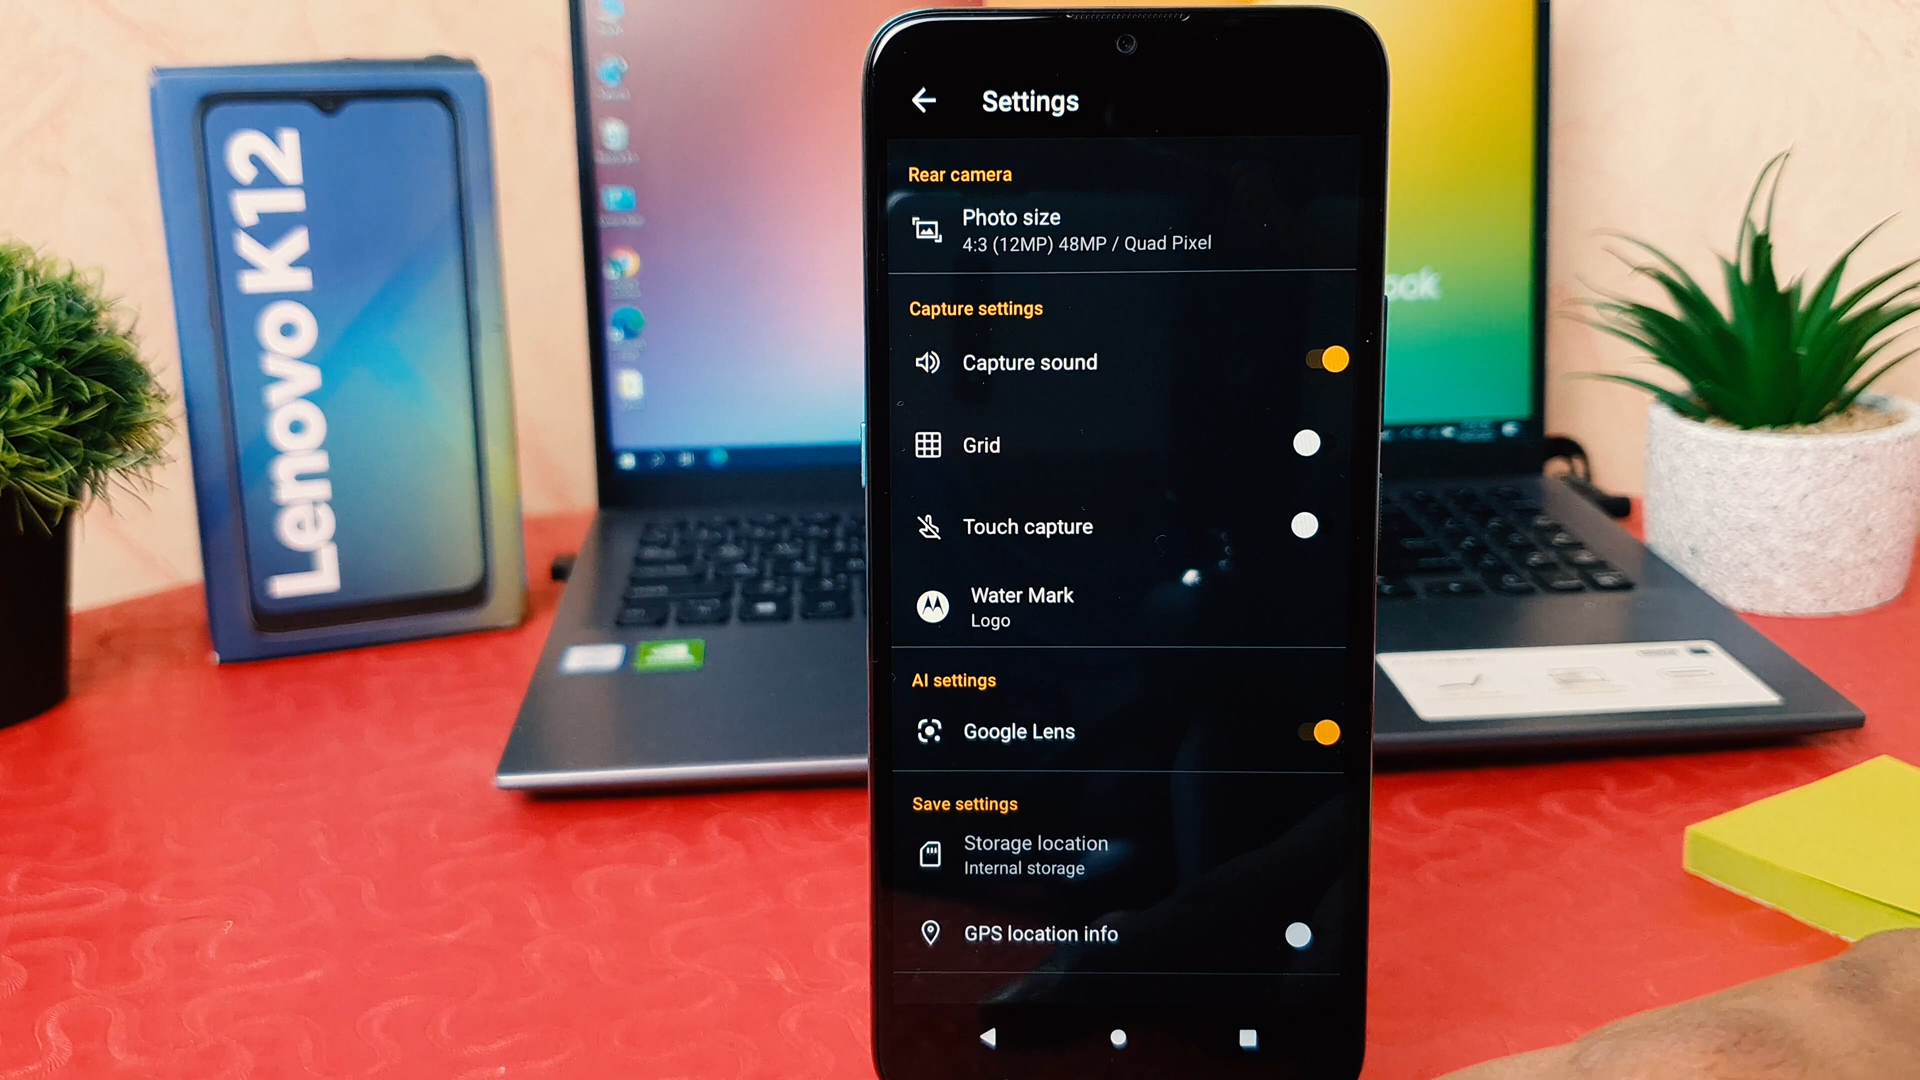 Lenovo K12
Settings
Rear camera
Photo size
4:3 (12MP) 48MP / Quad Pixel
Capture settings
Capture sound
Grid
Touch capture
Water Mark
Logo
AI settings
Google Lens
Save settings
Storage location
Internal storage
GPS location info